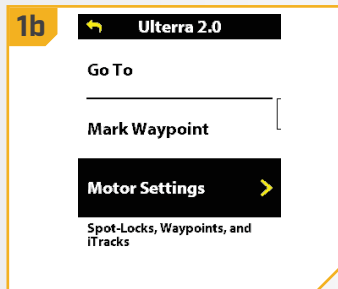 1b
Ulterra 2.0
Go To
Mark Waypoint
Motor Settings
Spot-Locks, Waypoints, and
iTracks